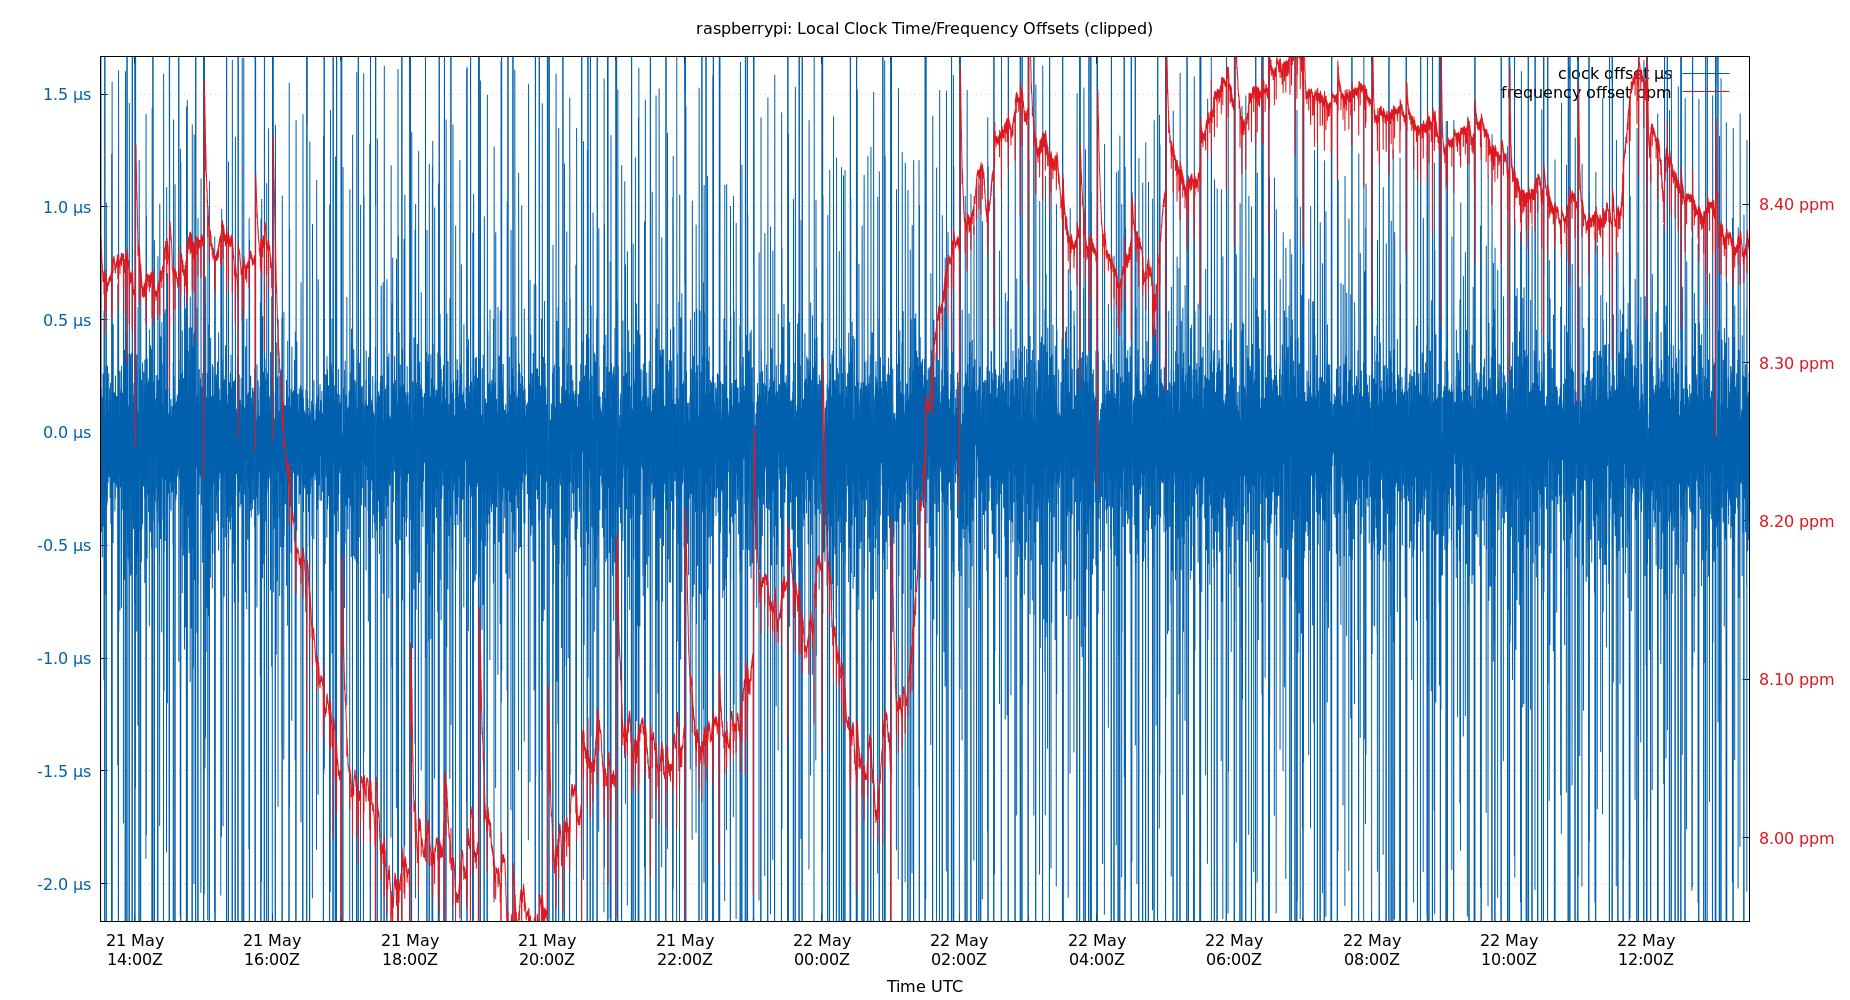 raspberrypi: Local Clock Time/Frequency Offsets (clipped)
clock offset µs
frequency offset ppm
1.5 µs
1.0 µs
0.5 µs
0.0 µs
-0.5 µs
-1.0 µs
-1.5 µs
-2.0 µs
8.40 ppm
8.30 ppm
8.20 ppm
8.10 ppm
8.00 ppm
21 May 21 May 21 May 21 May 21 May 22 May 22 May 22 May 22 May 22 May 22 May 22 May
14:00Z 16:00Z 18:00Z 20:00Z 22:00Z 00:00Z 02:00Z 04:00Z 06:00Z 08:00Z 10:00Z 12:00Z
Time UTC